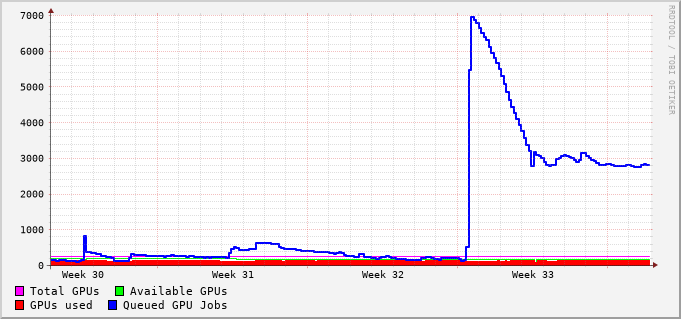 7000
6000
5000
4000
3000
2000
1000
0
Week 30 Week 31 Week 32 Week 33
Total GPUs Available GPUs
GPUs used Queued GPU Jobs
RRDTOOL / TOBI OETIKER